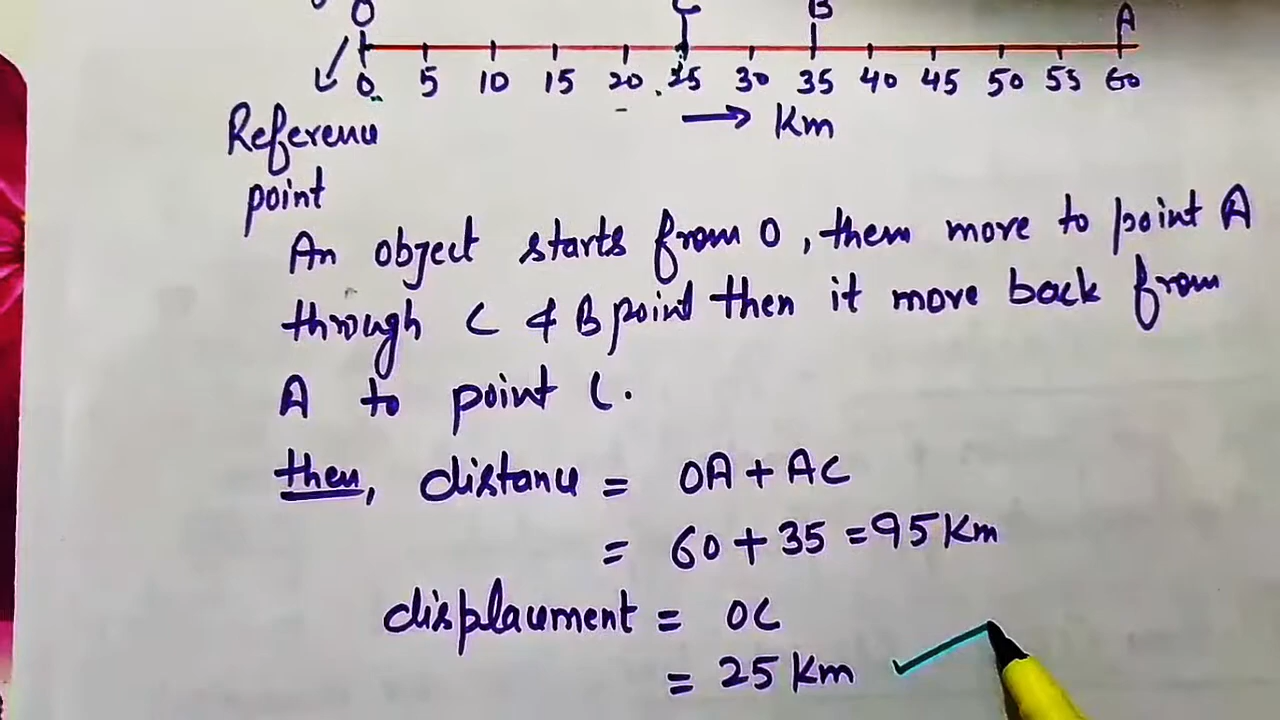 O C B A
0 5 10 15 20 25 30 35 40 45 50 55 60
→ Km
Reference
point
An object starts from O, them move to point A
through C & B point then it move back from
A to point C.
then, distance = OA + AC
= 60 + 35 = 95 Km
displacement = OC
= 25 Km